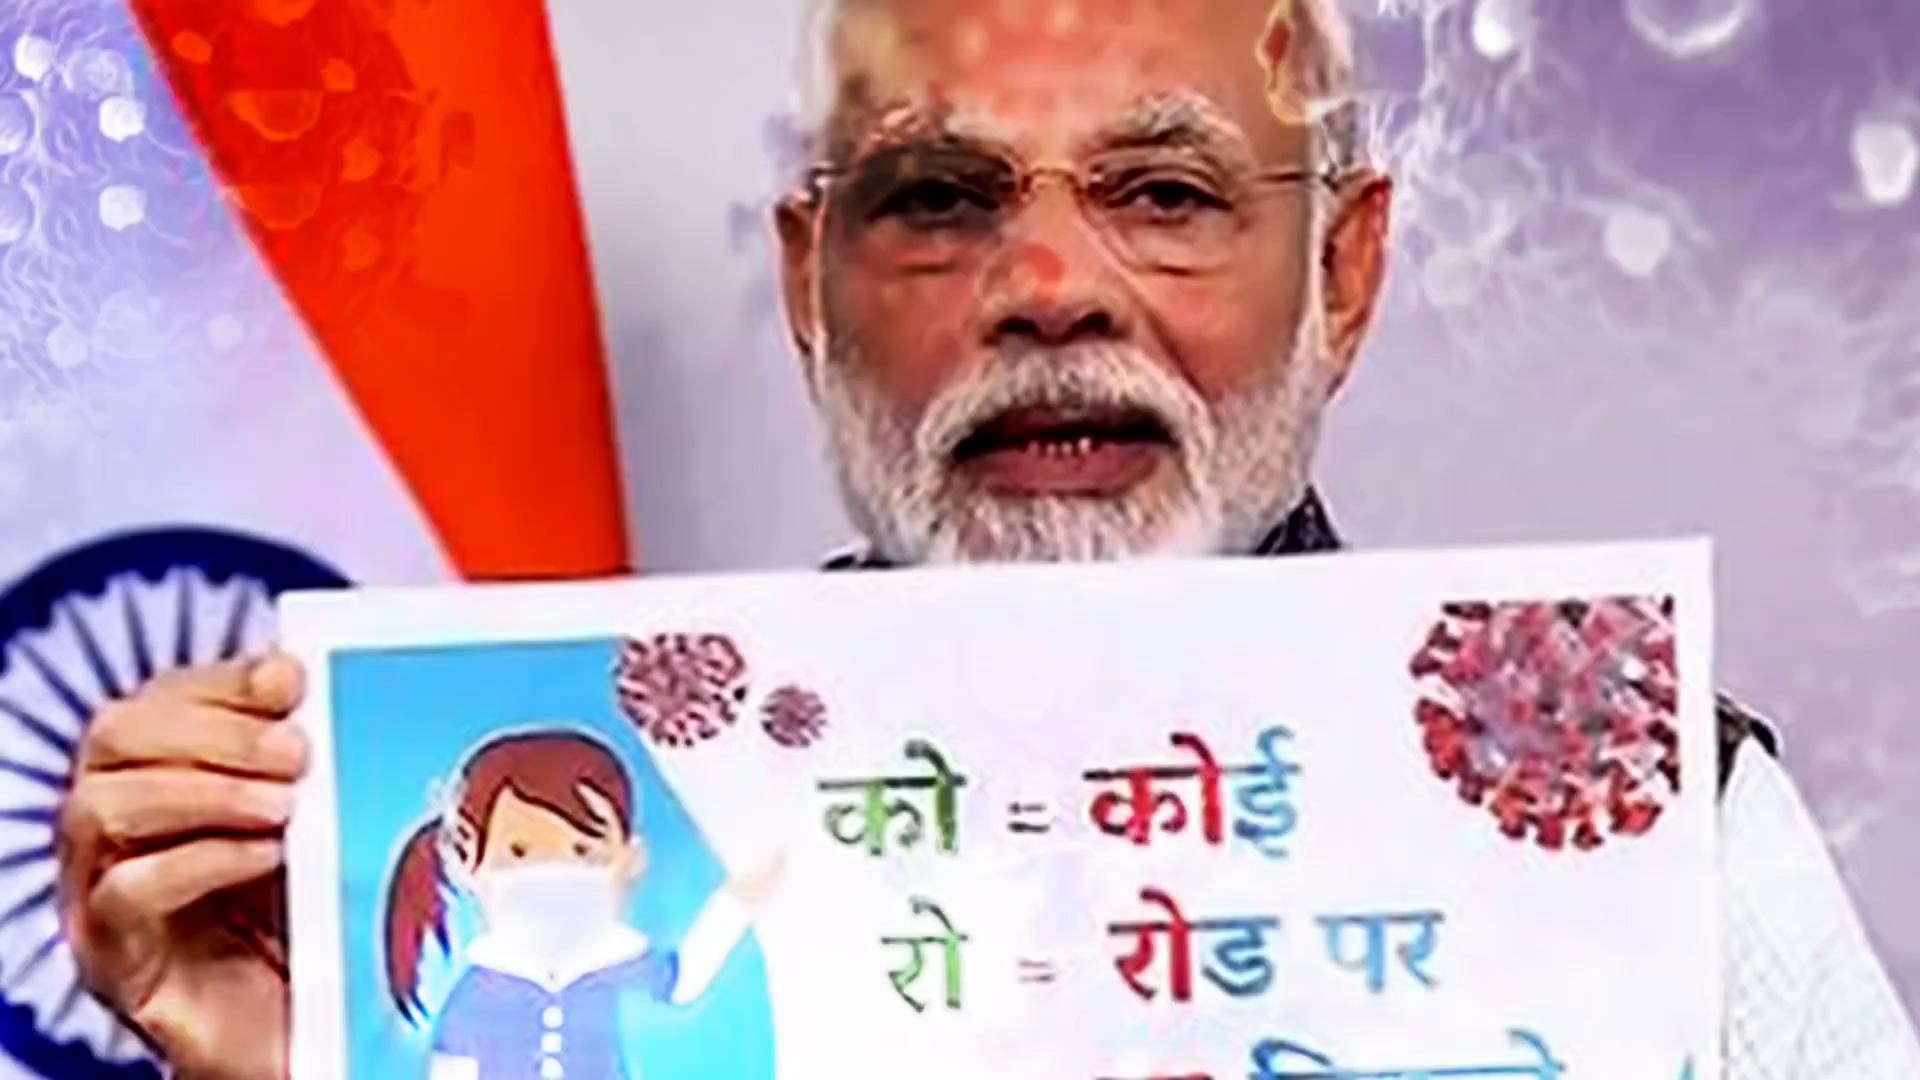 को = कोई
रो = रोड पर